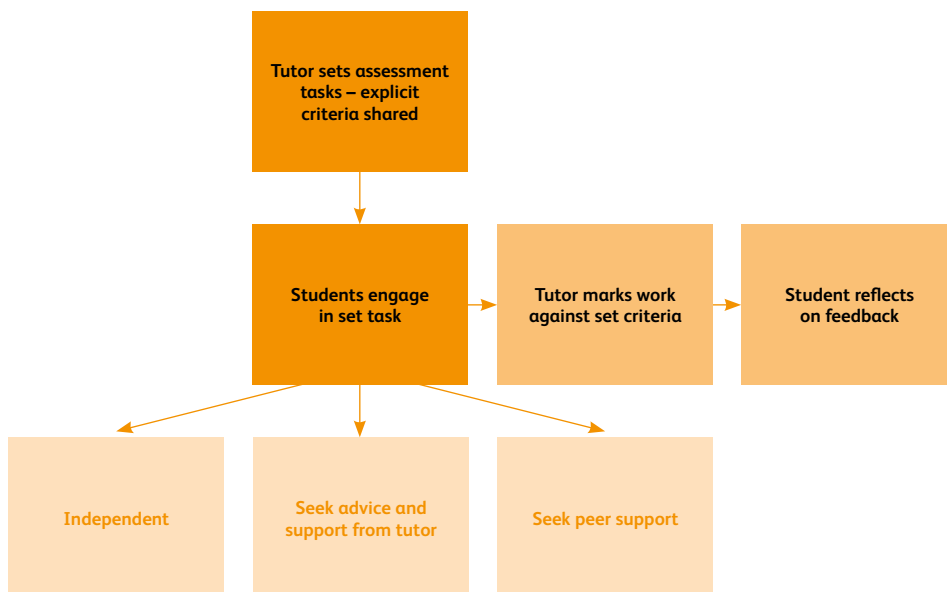 Tutor sets assessment
tasks – explicit
criteria shared
Students engage
in set task
Tutor marks work
against set criteria
Student reflects
on feedback
Independent
Seek advice and
support from tutor
Seek peer support